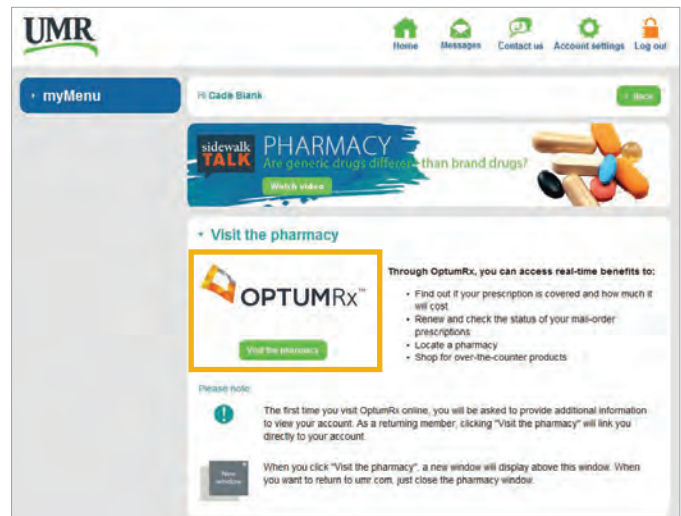 UMR
Home Messages Contact us Account settings Log out
myMenu
Hi Cade Blank
Back
sidewalk
TALK
PHARMACY
Are generic drugs different than brand drugs?
Watch video
Visit the pharmacy
OPTUMRx™
Visit the pharmacy
Through OptumRx, you can access real-time benefits to:
• Find out if your prescription is covered and how much it
will cost
• Renew and check the status of your mail-order
prescriptions
• Locate a pharmacy
• Shop for over-the-counter products
Please note:
The first time you visit OptumRx online, you will be asked to provide additional information
to view your account. As a returning member, clicking "Visit the pharmacy" will link you
directly to your account.
New
window
When you click "Visit the pharmacy", a new window will display above this window. When
you want to return to umr.com, just close the pharmacy window.